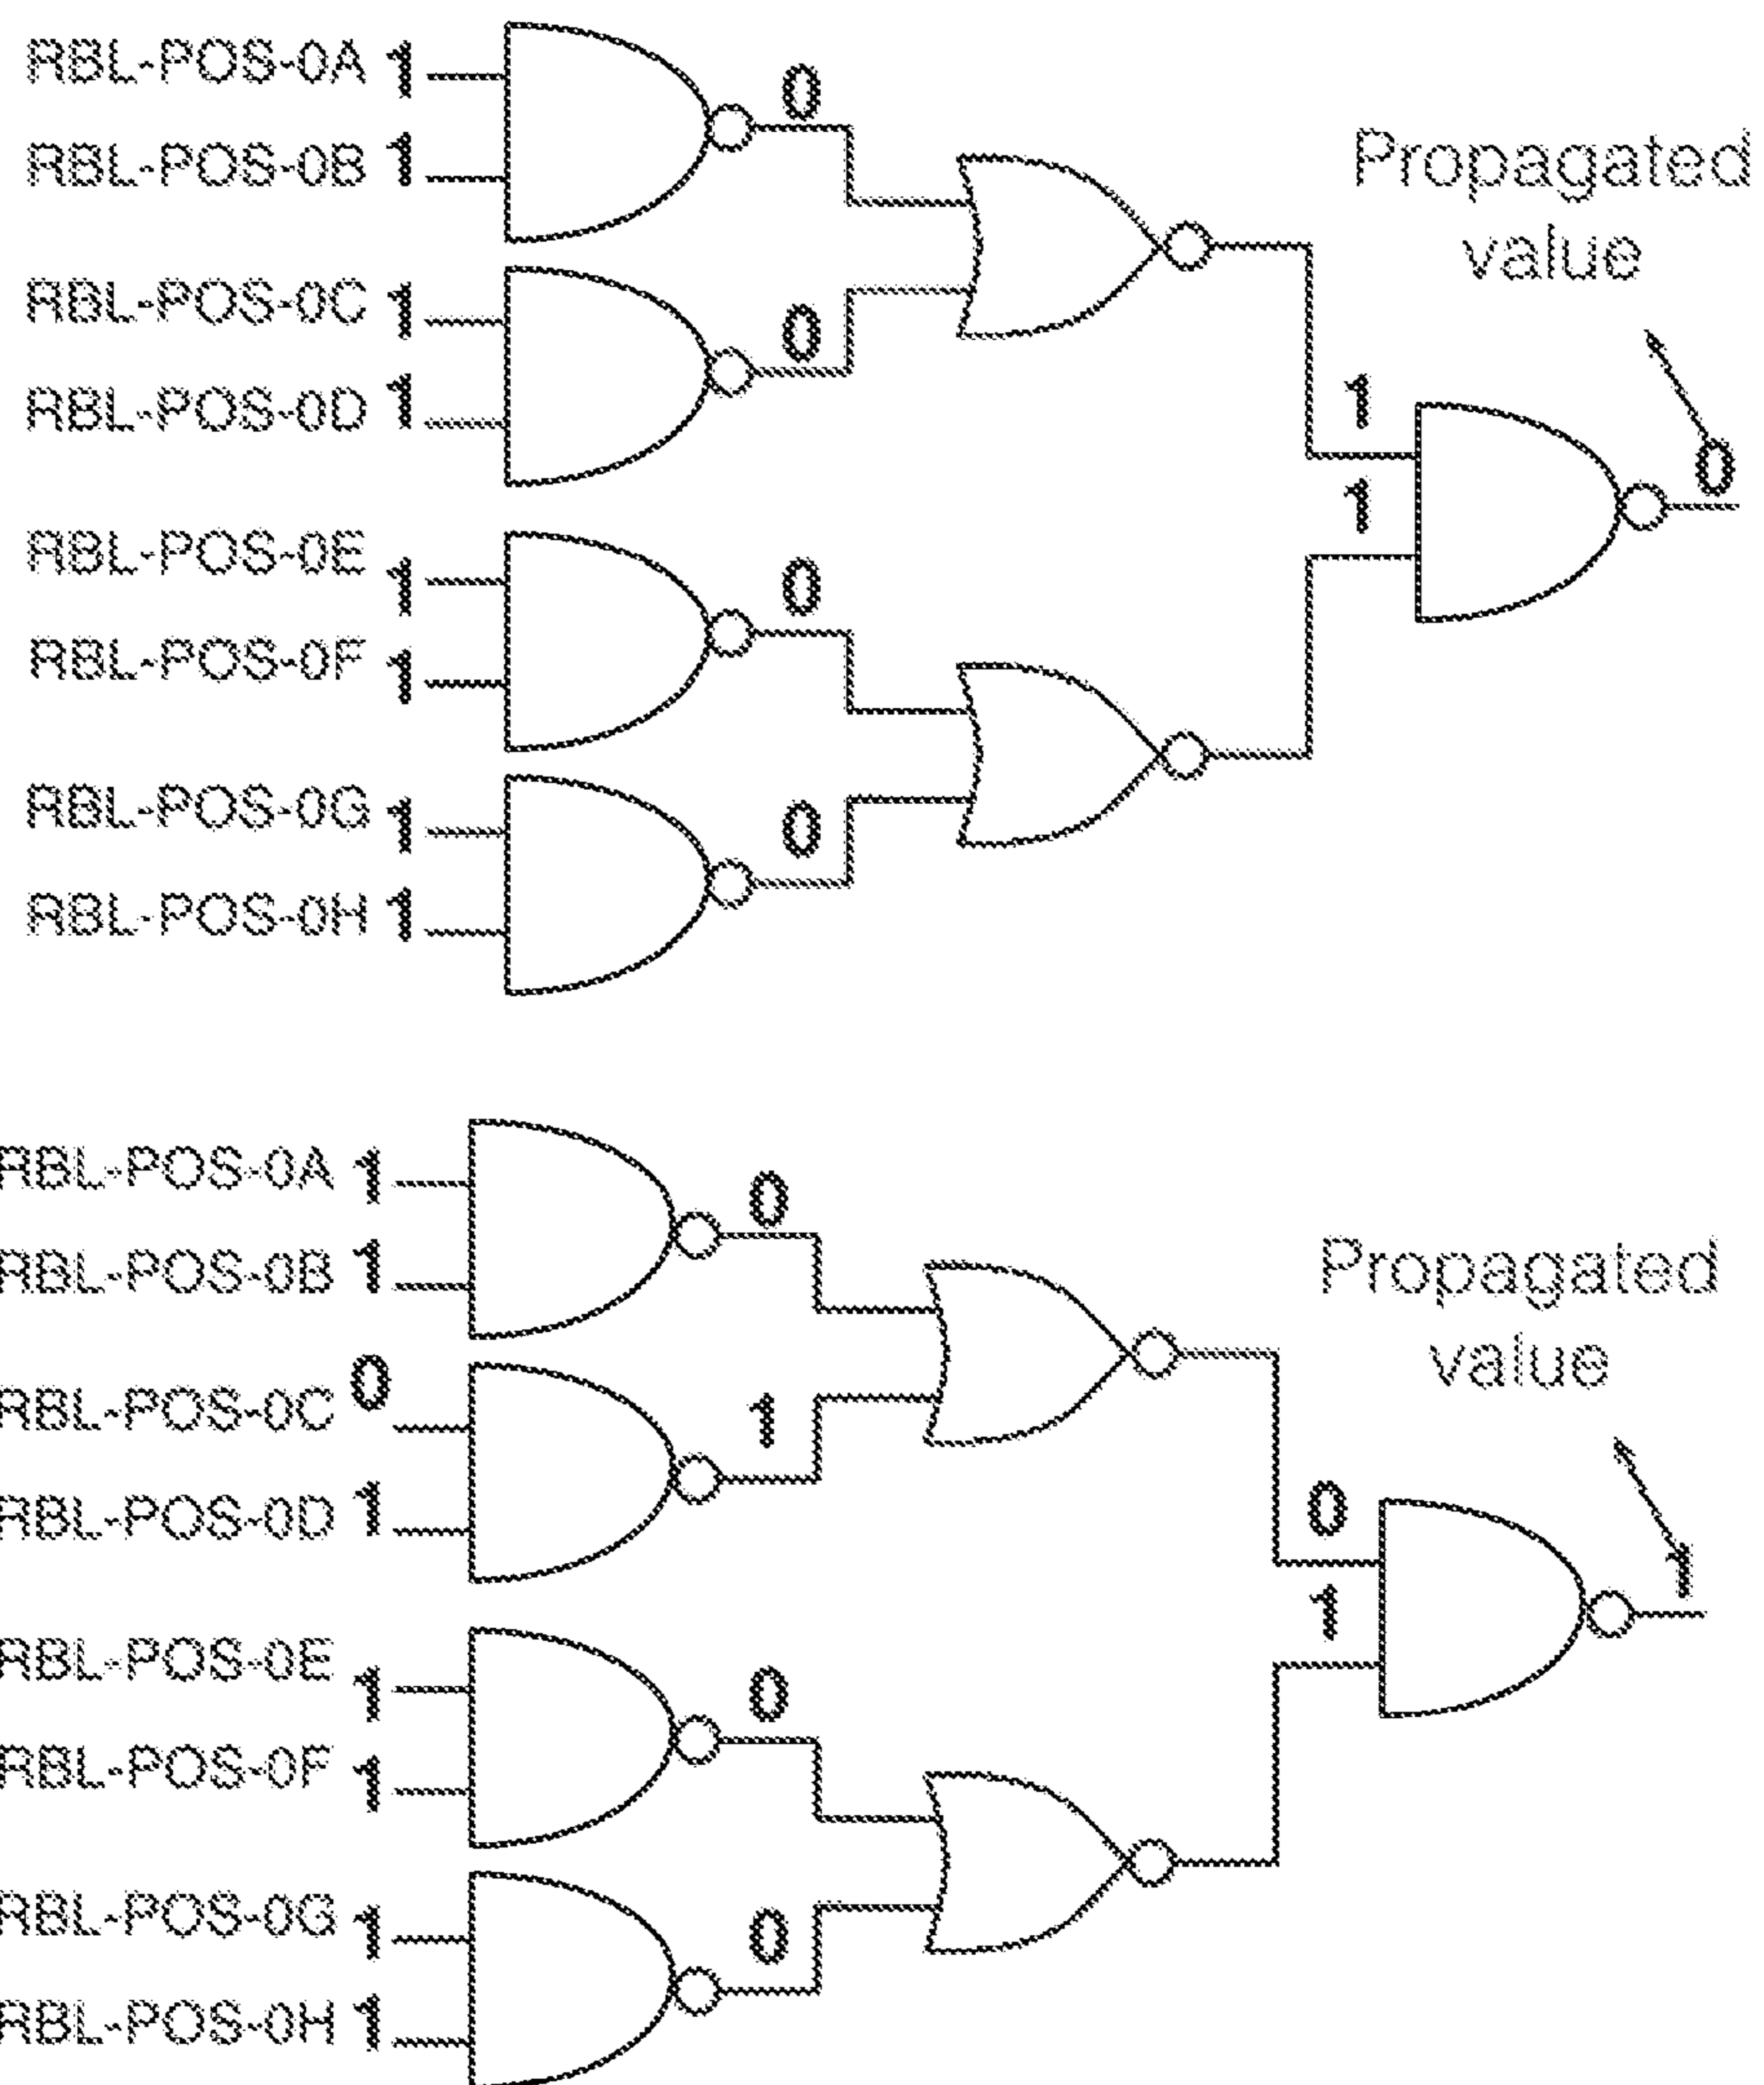 RBL-POS-0A 1
0
RBL-POS-0B 1
Propagated
value
RBL-POS-0C 1
0
RBL-POS-0D 1
1
0
1
RBL-POS-0E 1
0
RBL-POS-0F 1
RBL-POS-0G 1
0
RBL-POS-0H 1
RBL-POS-0A 1
0
RBL-POS-0B 1
Propagated
value
RBL-POS-0C 0
1
RBL-POS-0D 1
0
1
1
RBL-POS-0E 1
0
RBL-POS-0F 1
RBL-POS-0G 1
0
RBL-POS-0H 1